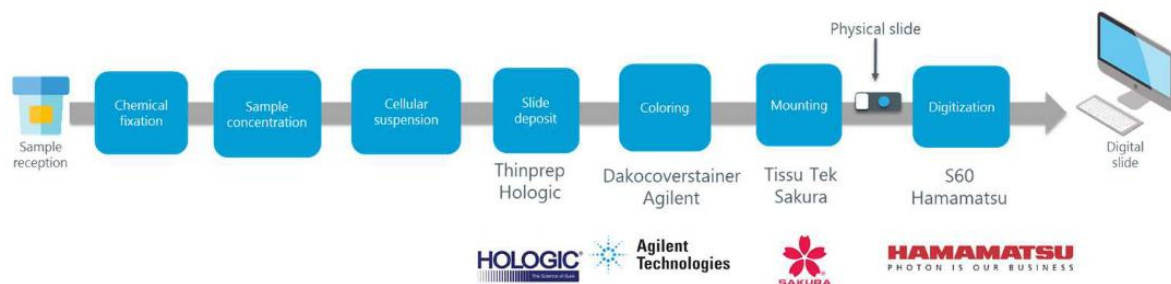 Physical slide
Chemical
fixation
Sample
concentration
Cellular
suspension
Slide
deposit
Coloring
Mounting
Digitization
Sample
reception
Digital
slide
Thinprep
Hologic
Dakocoverstainer
Agilent
Tissu Tek
Sakura
S60
Hamamatsu
HOLOGIC®
The Science of Sure
Agilent
Technologies
SAKURA
HAMAMATSU
PHOTON IS OUR BUSINESS